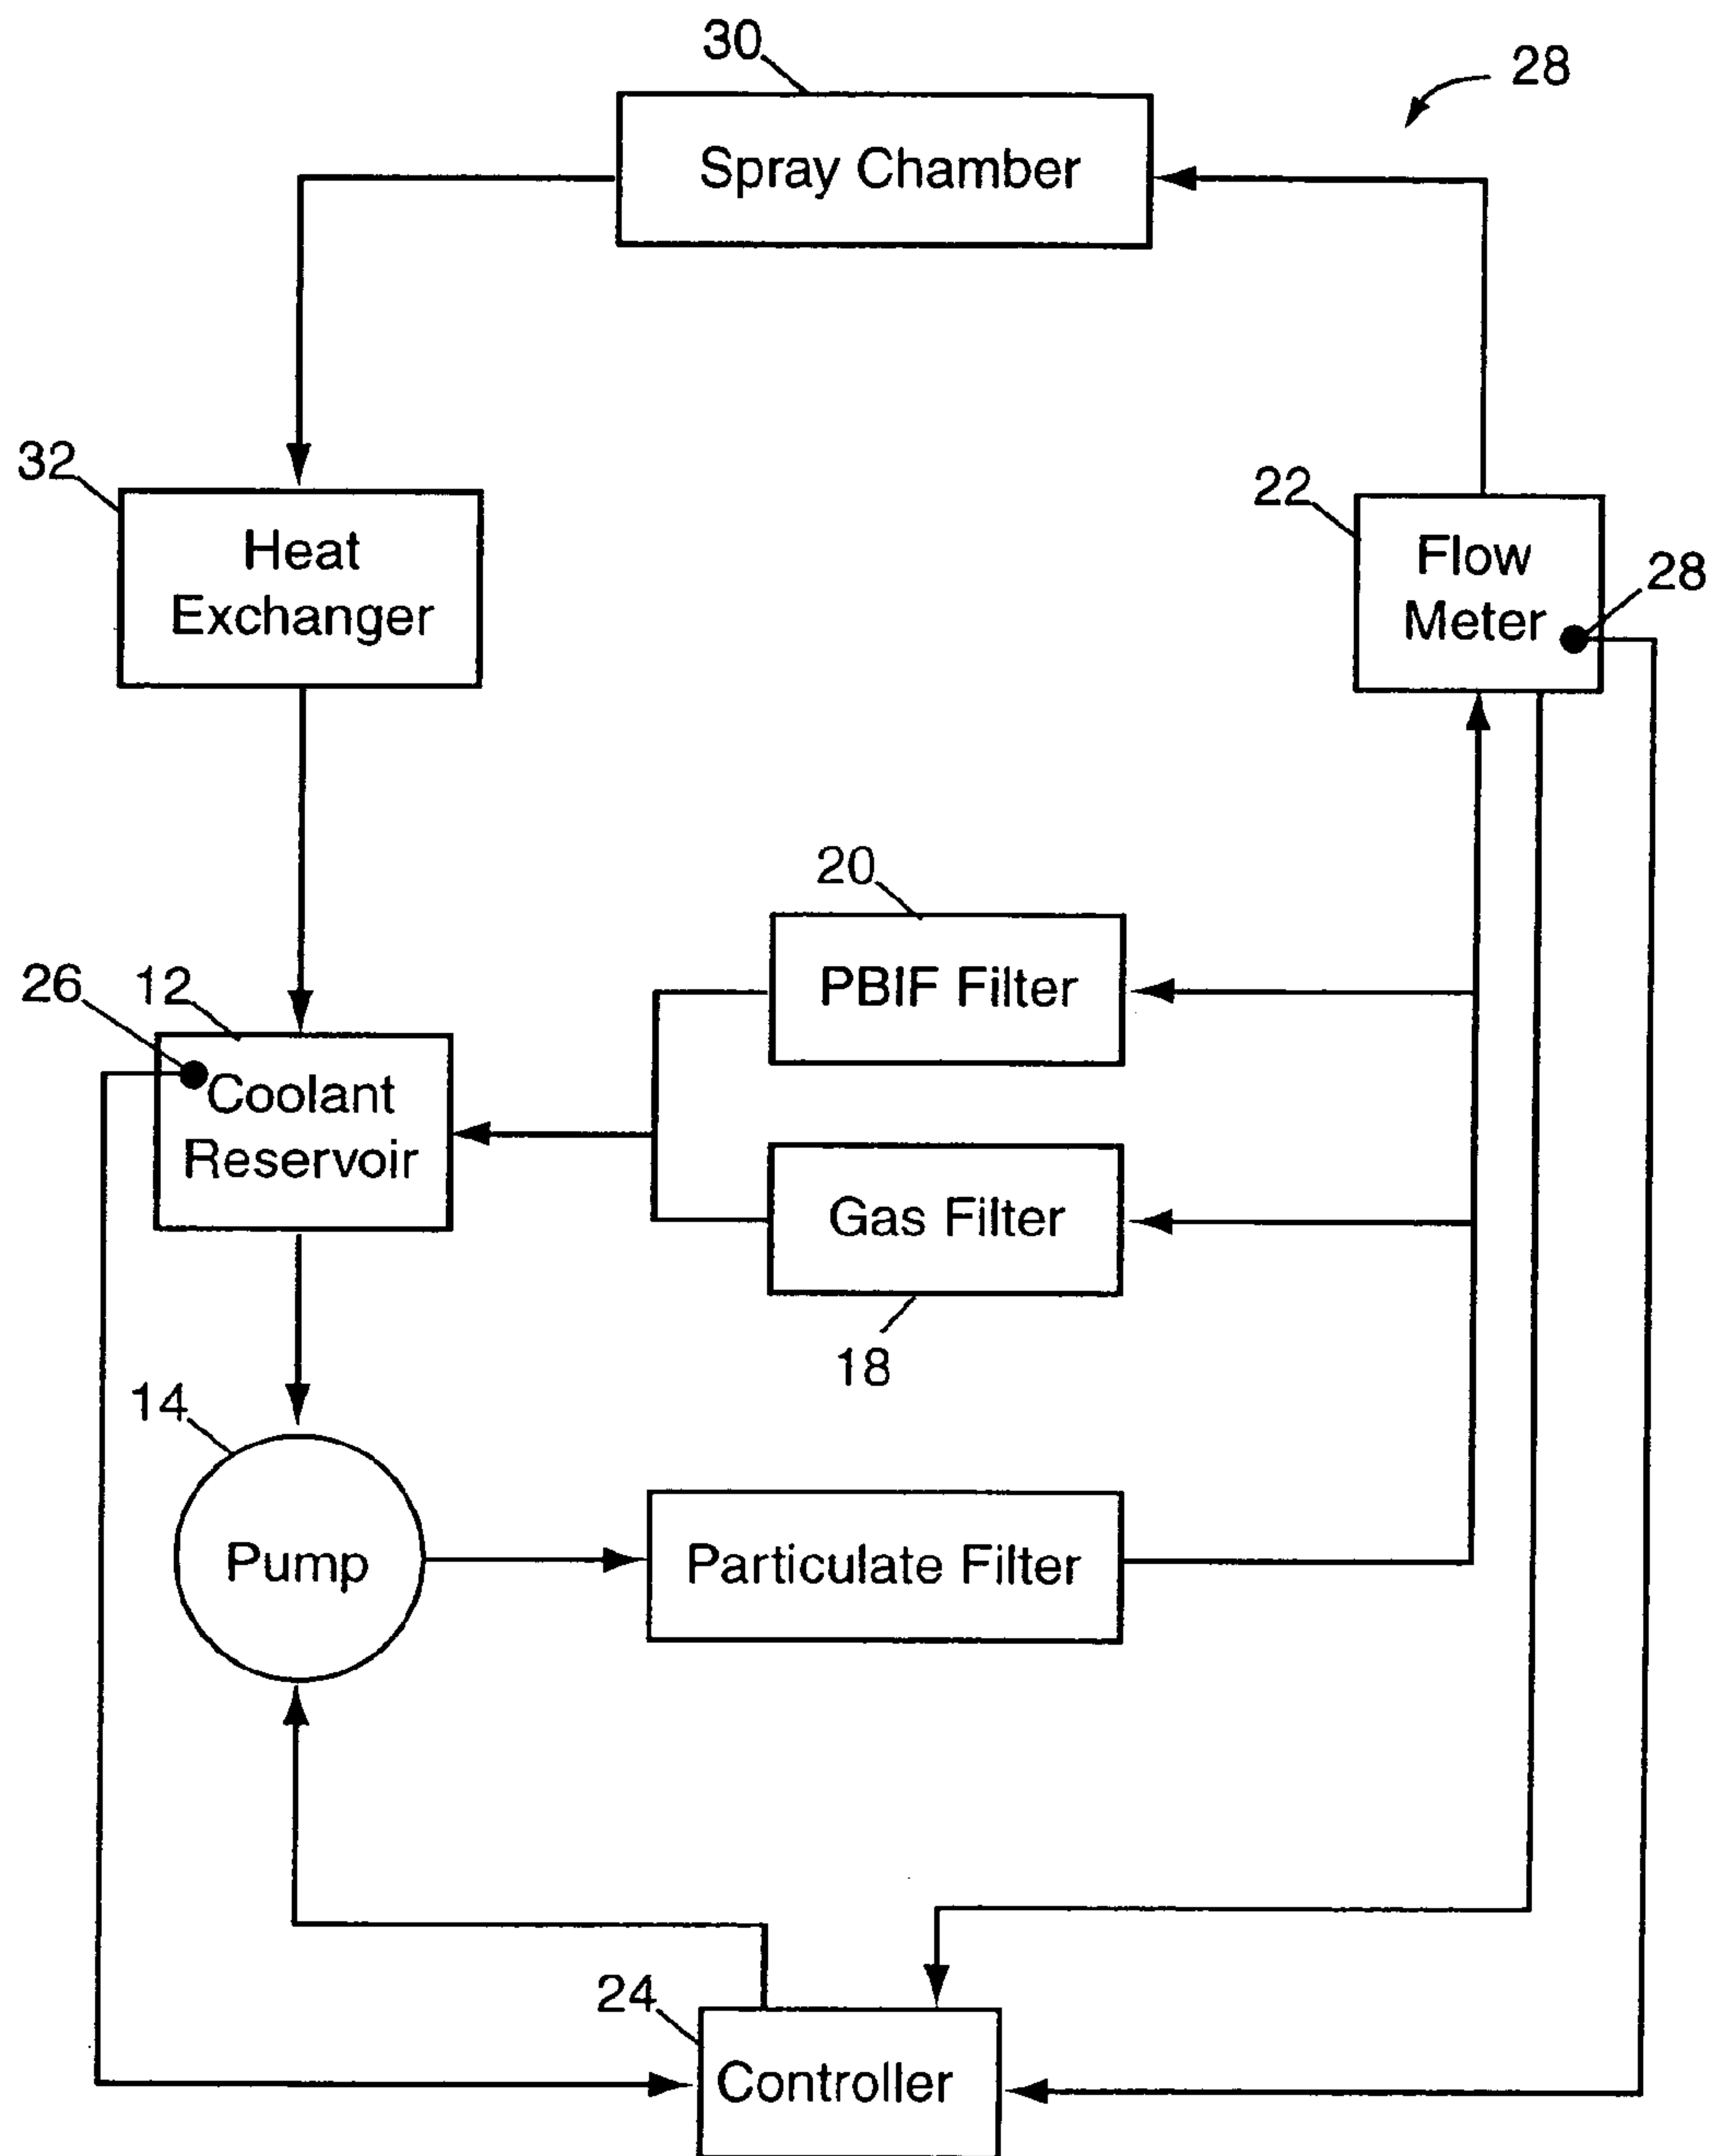 30
28
Spray Chamber
32
Heat
Exchanger
22
Flow
Meter
28
20
PBIF Filter
26
12
Coolant
Reservoir
Gas Filter
18
14
Pump
Particulate Filter
24
Controller